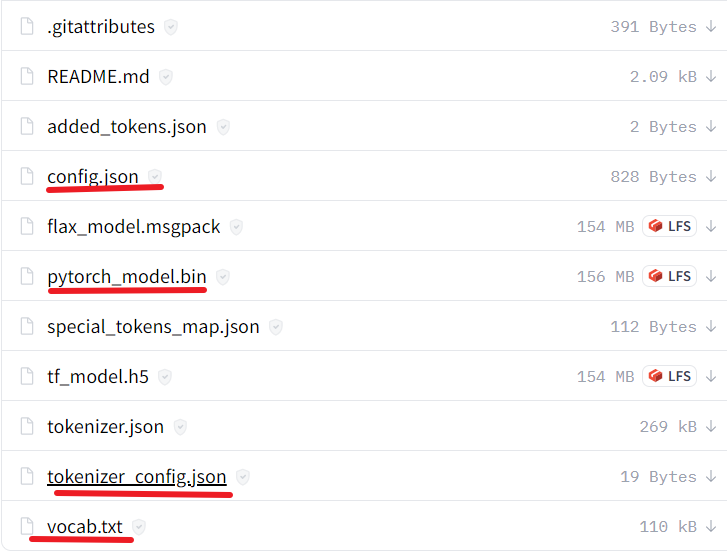 .gitattributes 391 Bytes ↓
README.md 2.09 kB ↓
added_tokens.json 2 Bytes ↓
config.json 828 Bytes ↓
flax_model.msgpack 154 MB LFS ↓
pytorch_model.bin 156 MB LFS ↓
special_tokens_map.json 112 Bytes ↓
tf_model.h5 154 MB LFS ↓
tokenizer.json 269 kB ↓
tokenizer_config.json 19 Bytes ↓
vocab.txt 110 kB ↓